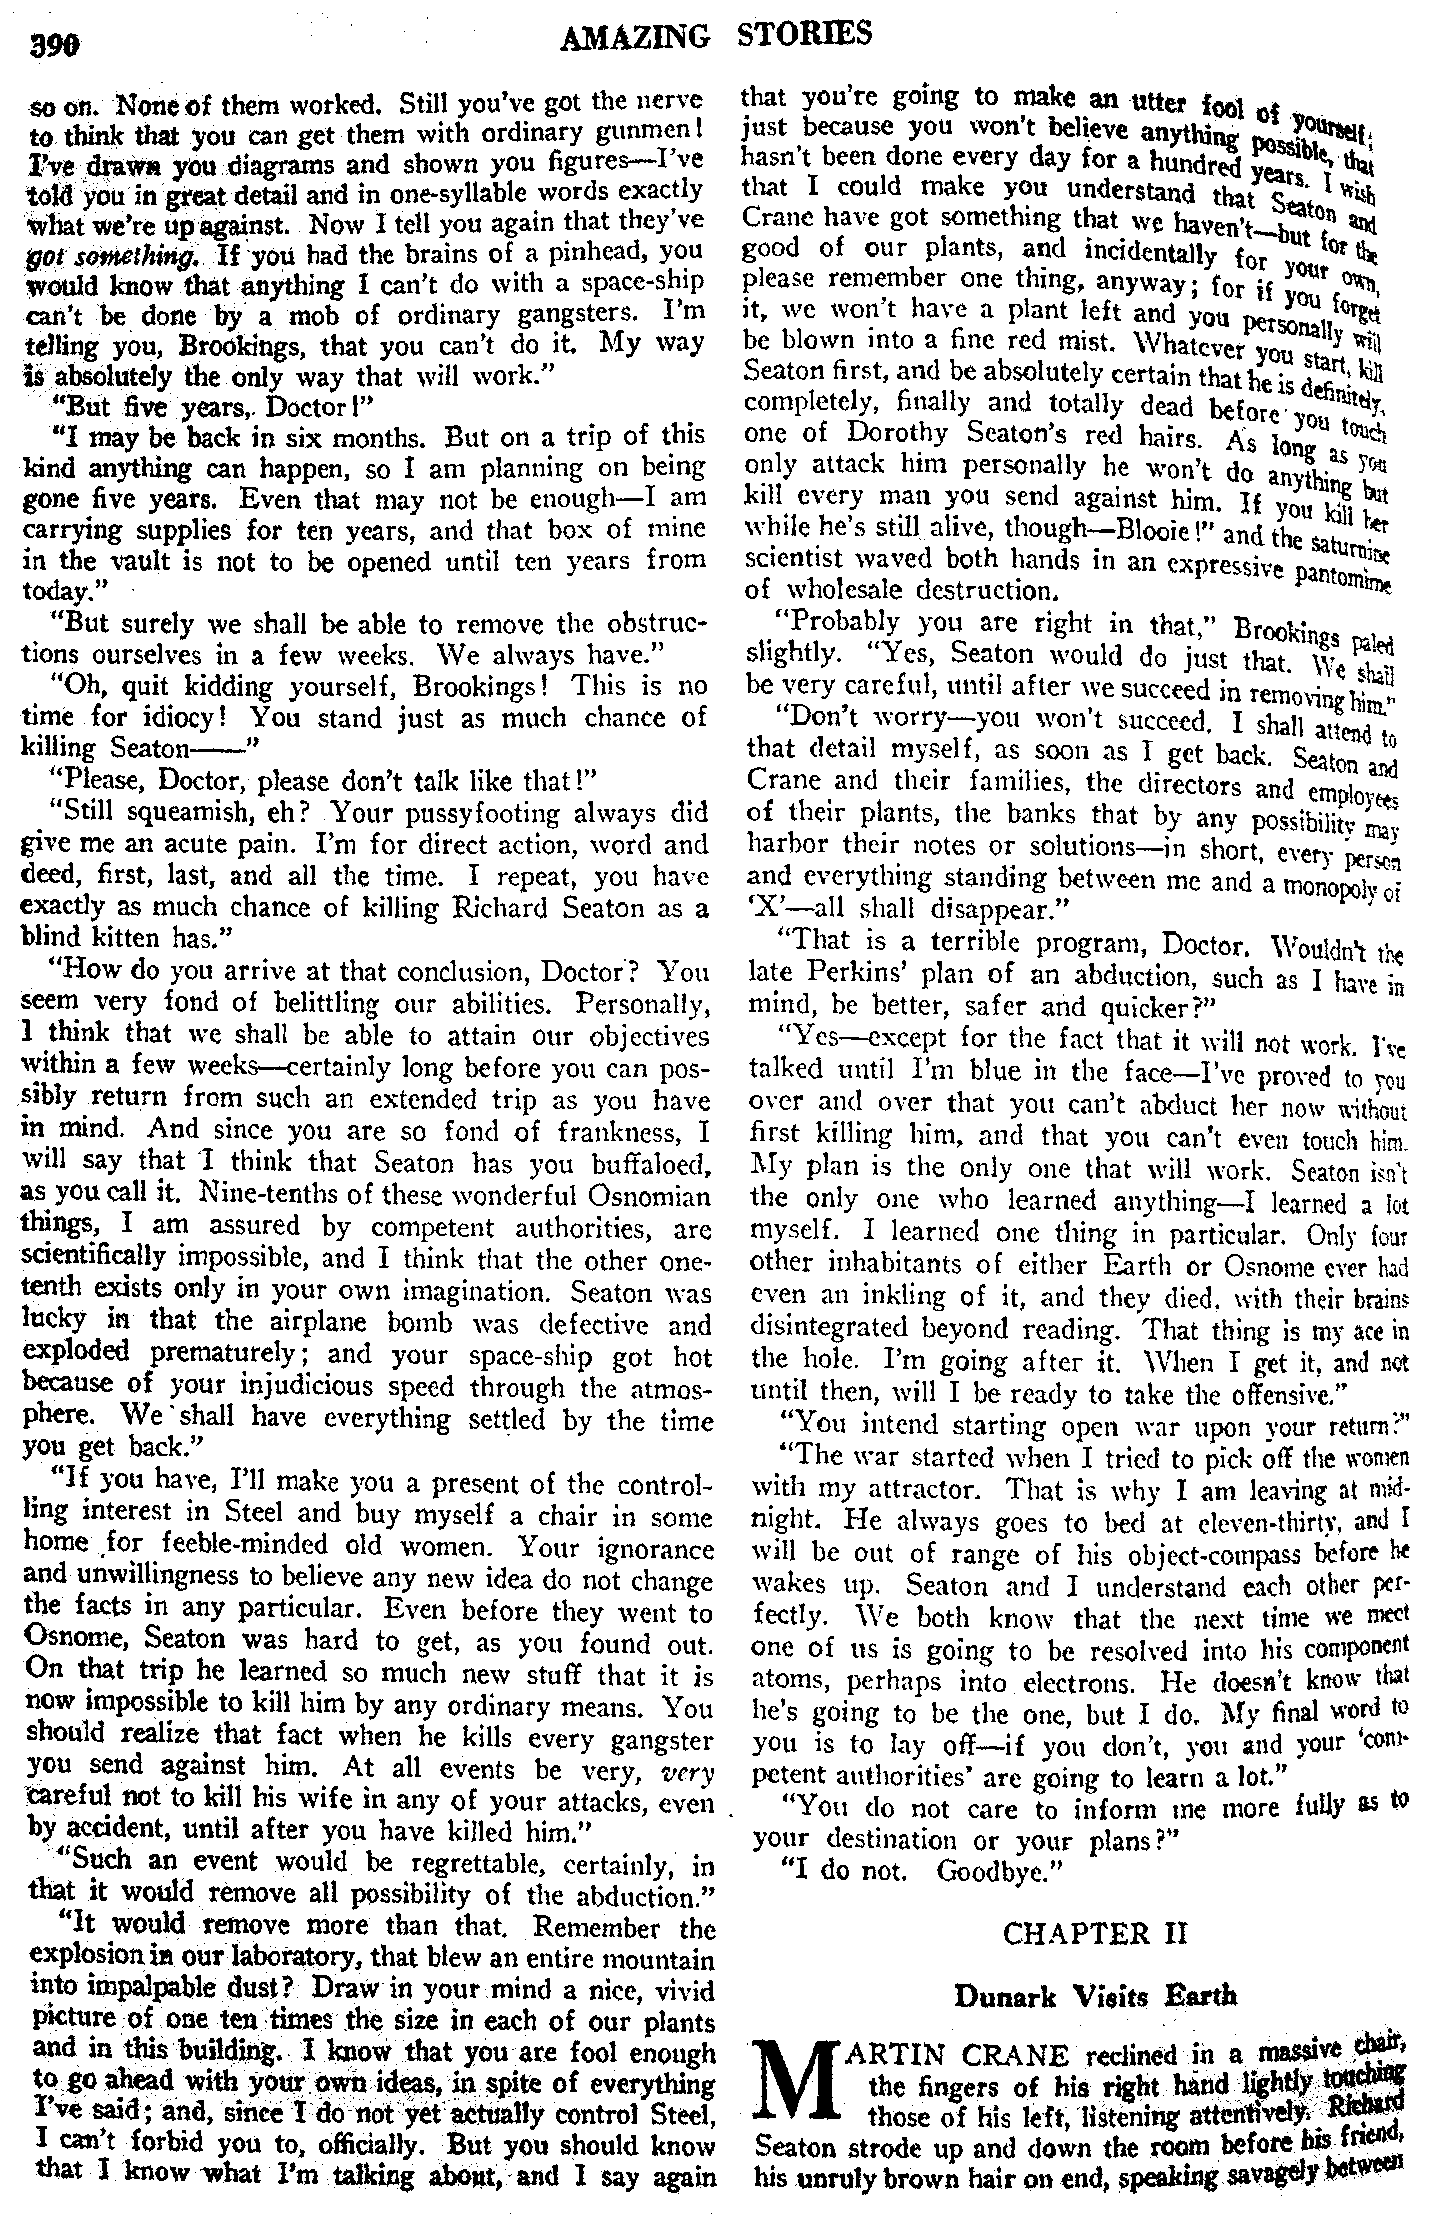 390
AMAZING STORIES
so on. None of them worked. Still you've got the nerve
to think that you can get them with ordinary gunmen!
I've drawn you diagrams and shown you figures—I've
told you in great detail and in one-syllable words exactly
what we're up against. Now I tell you again that they've
got something. If you had the brains of a pinhead, you
would know that anything I can't do with a space-ship
can't be done by a mob of ordinary gangsters. I'm
telling you, Brookings, that you can't do it. My way
is absolutely the only way that will work."
"But five years, Doctor!"
"I may be back in six months. But on a trip of this
kind anything can happen, so I am planning on being
gone five years. Even that may not be enough—I am
carrying supplies for ten years, and that box of mine
in the vault is not to be opened until ten years from
today."
"But surely we shall be able to remove the obstruc-
tions ourselves in a few weeks. We always have."
"Oh, quit kidding yourself, Brookings! This is no
time for idiocy! You stand just as much chance of
killing Seaton——"
"Please, Doctor, please don't talk like that!"
"Still squeamish, eh? Your pussyfooting always did
give me an acute pain. I'm for direct action, word and
deed, first, last, and all the time. I repeat, you have
exactly as much chance of killing Richard Seaton as a
blind kitten has."
"How do you arrive at that conclusion, Doctor? You
seem very fond of belittling our abilities. Personally,
I think that we shall be able to attain our objectives
within a few weeks—certainly long before you can pos-
sibly return from such an extended trip as you have
in mind. And since you are so fond of frankness, I
will say that I think that Seaton has you buffaloed,
as you call it. Nine-tenths of these wonderful Osnomian
things, I am assured by competent authorities, are
scientifically impossible, and I think that the other one-
tenth exists only in your own imagination. Seaton was
lucky in that the airplane bomb was defective and
exploded prematurely; and your space-ship got hot
because of your injudicious speed through the atmos-
phere. We shall have everything settled by the time
you get back."
"If you have, I'll make you a present of the control-
ling interest in Steel and buy myself a chair in some
home for feeble-minded old women. Your ignorance
and unwillingness to believe any new idea do not change
the facts in any particular. Even before they went to
Osnome, Seaton was hard to get, as you found out.
On that trip he learned so much new stuff that it is
now impossible to kill him by any ordinary means. You
should realize that fact when he kills every gangster
you send against him. At all events be very, very
careful not to kill his wife in any of your attacks, even
by accident, until after you have killed him."
"Such an event would be regrettable, certainly, in
that it would remove all possibility of the abduction."
"It would remove more than that. Remember the
explosion in our laboratory, that blew an entire mountain
into impalpable dust? Draw in your mind a nice, vivid
picture of one ten times the size in each of our plants
and in this building. I know that you are fool enough
to go ahead with your own ideas, in spite of everything
I've said; and, since I do not yet actually control Steel,
I can't forbid you to, officially. But you should know
that I know what I'm talking about, and I say again
that you're going to make an utter fool of yourself;
just because you won't believe anything possible, that
hasn't been done every day for a hundred years. I wish
that I could make you understand that Seaton and
Crane have got something that we haven't—but for the
good of our plants, and incidentally for your own,
please remember one thing, anyway; for if you forget
it, we won't have a plant left and you personally will
be blown into a fine red mist. Whatever you start, kill
Seaton first, and be absolutely certain that he is definitely,
completely, finally and totally dead before you touch
one of Dorothy Seaton's red hairs. As long as you
only attack him personally he won't do anything but
kill every man you send against him. If you kill her
while he's still alive, though—Blooie!" and the saturnine
scientist waved both hands in an expressive pantomime
of wholesale destruction.
"Probably you are right in that," Brookings paled
slightly. "Yes, Seaton would do just that. We shall
be very careful, until after we succeed in removing him."
"Don't worry—you won't succeed. I shall attend to
that detail myself, as soon as I get back. Seaton and
Crane and their families, the directors and employees
of their plants, the banks that by any possibility may
harbor their notes or solutions—in short, every person
and everything standing between me and a monopoly of
'X'—all shall disappear."
"That is a terrible program, Doctor. Wouldn't the
late Perkins' plan of an abduction, such as I have in
mind, be better, safer and quicker?"
"Yes—except for the fact that it will not work. I've
talked until I'm blue in the face—I've proved to you
over and over that you can't abduct her now without
first killing him, and that you can't even touch him.
My plan is the only one that will work. Seaton isn't
the only one who learned anything—I learned a lot
myself. I learned one thing in particular. Only four
other inhabitants of either Earth or Osnome ever had
even an inkling of it, and they died, with their brains
disintegrated beyond reading. That thing is my ace in
the hole. I'm going after it. When I get it, and not
until then, will I be ready to take the offensive."
"You intend starting open war upon your return?"
"The war started when I tried to pick off the women
with my attractor. That is why I am leaving at mid-
night. He always goes to bed at eleven-thirty, and I
will be out of range of his object-compass before he
wakes up. Seaton and I understand each other per-
fectly. We both know that the next time we meet
one of us is going to be resolved into his component
atoms, perhaps into electrons. He doesn't know that
he's going to be the one, but I do. My final word to
you is to lay off—if you don't, you and your 'com-
petent authorities' are going to learn a lot."
"You do not care to inform me more fully as to
your destination or your plans?"
"I do not. Goodbye."
CHAPTER II
Dunark Visits Earth
MARTIN CRANE reclined in a massive chair,
the fingers of his right hand lightly touching
those of his left, listening attentively. Richard
Seaton strode up and down the room before his friend,
his unruly brown hair on end, speaking savagely between